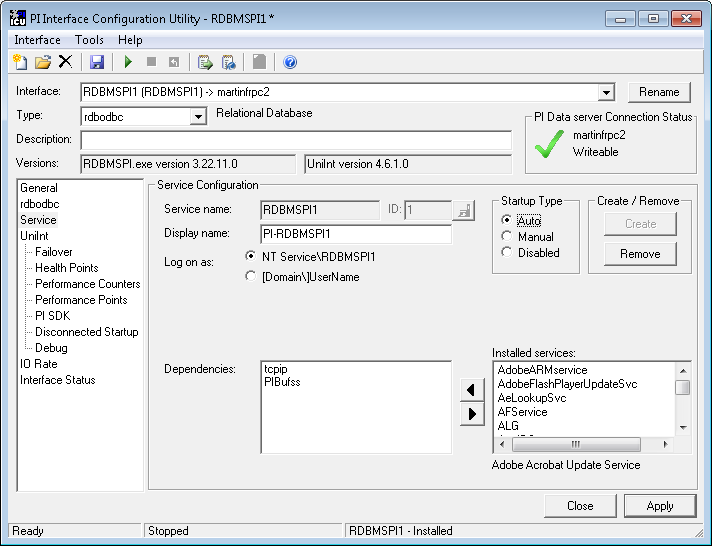 ICU
PI Interface Configuration Utility - RDBMSPI1 *
Interface Tools Help
Interface: RDBMSPI1 (RDBMSPI1) -> martinfrpc2 Rename
Type: rdbodbc Relational Database
PI Data server Connection Status
martinfrpc2
Writeable
Description:
Versions: RDBMSPI.exe version 3.22.11.0 UniInt version 4.6.1.0
General
rdbodbc
Service
UniInt
Failover
Health Points
Performance Counters
Performance Points
PI SDK
Disconnected Startup
Debug
IO Rate
Interface Status
Service Configuration
Service name: RDBMSPI1 ID: 1
Display name: PI-RDBMSPI1
Log on as: NT Service\RDBMSPI1
[Domain\]UserName
Startup Type
Auto
Manual
Disabled
Create / Remove
Create
Remove
Dependencies:
tcpip
PIBufss
Installed services:
AdobeARMservice
AdobeFlashPlayerUpdateSvc
AeLookupSvc
AFService
ALG
Adobe Acrobat Update Service
Close Apply
Ready Stopped RDBMSPI1 - Installed